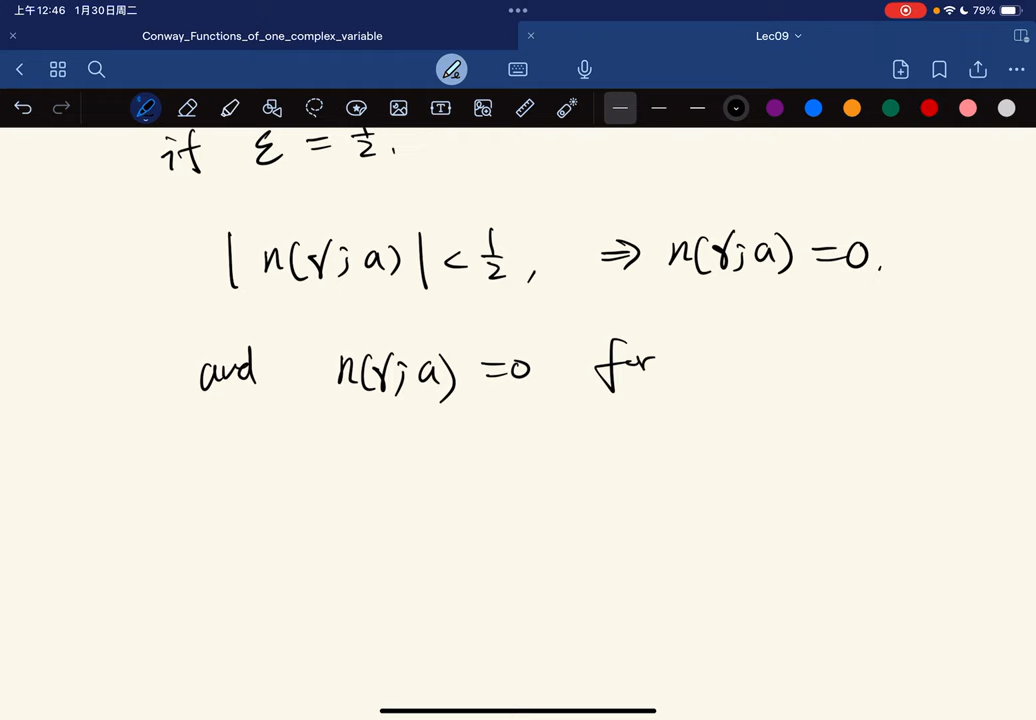 上午12:46 1月30日周二
79%
Conway_Functions_of_one_complex_variable
Lec09
if ε = 1/2.
| n(γ; a) | < 1/2, ⇒ n(γ; a) = 0.
and n(γ; a) = 0 for